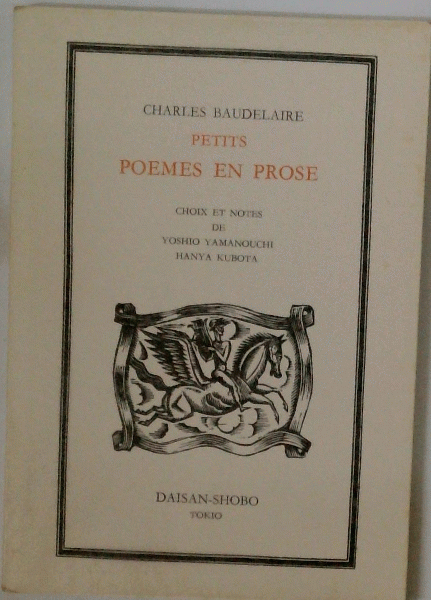 CHARLES BAUDELAIRE
PETITS
POEMES EN PROSE
CHOIX ET NOTES
DE
YOSHIO YAMANOUCHI
HANYA KUBOTA
DAISAN-SHOBO
TOKIO